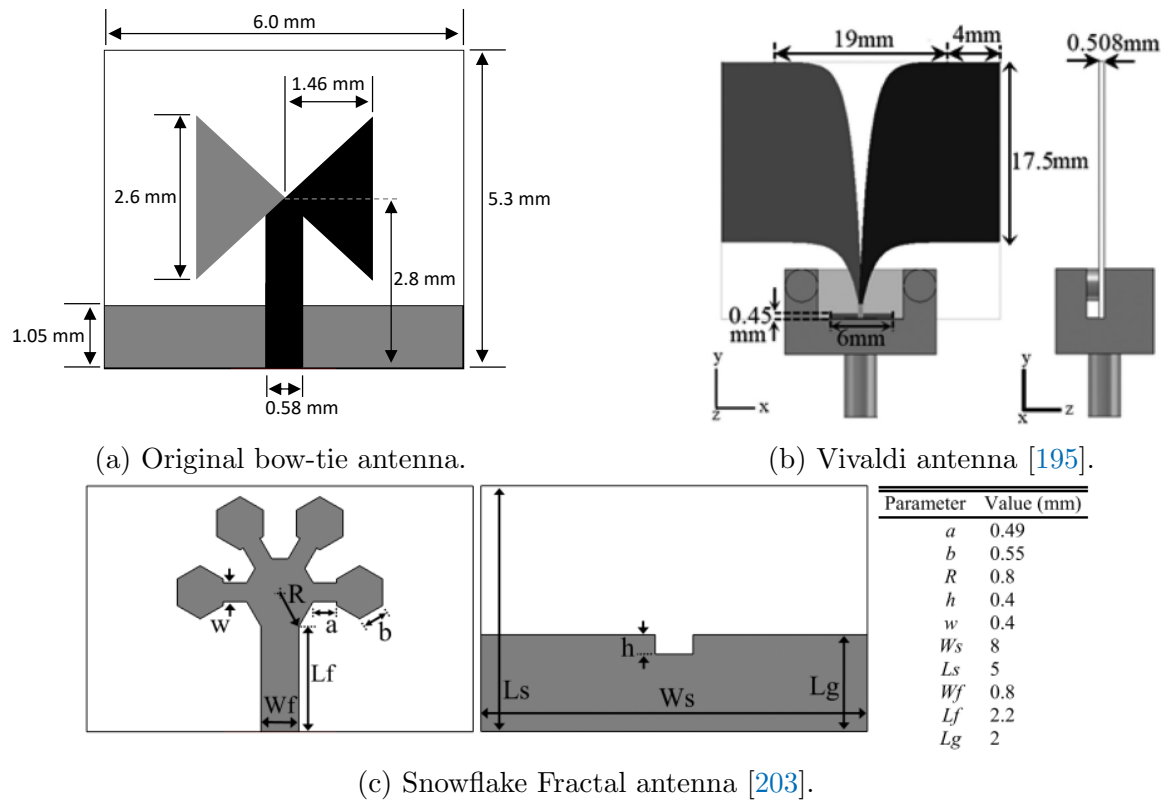 6.0 mm
1.46 mm
2.6 mm
5.3 mm
2.8 mm
1.05 mm
0.58 mm
(a) Original bow-tie antenna.
19mm
4mm
0.508mm
17.5mm
0.45
mm
6mm
y
z
x
y
x
z
(b) Vivaldi antenna [195].
R
w
a
b
Lf
Wf
h
Ls
Ws
Lg
Parameter Value (mm)
a 0.49
b 0.55
R 0.8
h 0.4
w 0.4
Ws 8
Ls 5
Wf 0.8
Lf 2.2
Lg 2
(c) Snowflake Fractal antenna [203].